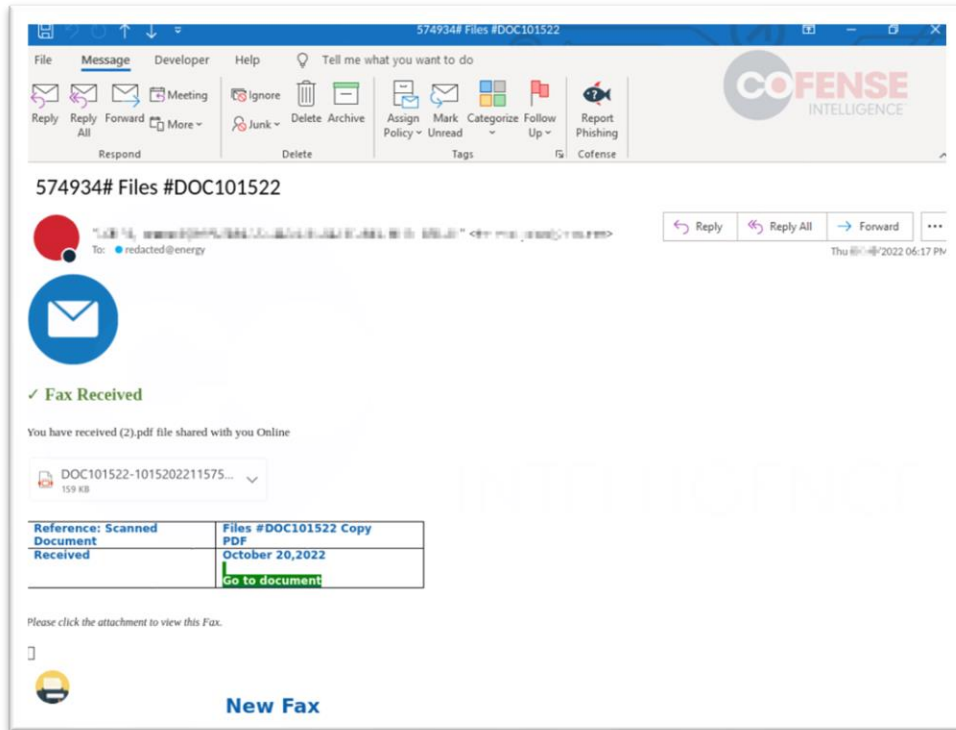 574934# Files #DOC101522
File Message Developer Help Tell me what you want to do
COFENSE
INTELLIGENCE
Reply Reply All Forward Meeting More Ignore Junk Delete Archive Assign Policy Mark Unread Categorize Follow Up Report Phishing
Respond Delete Tags Cofense
574934# Files #DOC101522
Reply Reply All Forward ...
To: redacted@energy
Thu 2022 06:17 PM
✓ Fax Received
You have received (2).pdf file shared with you Online
DOC101522-1015202211575...
159 KB
Reference: Scanned Document
Files #DOC101522 Copy PDF
Received
October 20,2022
Go to document
Please click the attachment to view this Fax.
New Fax